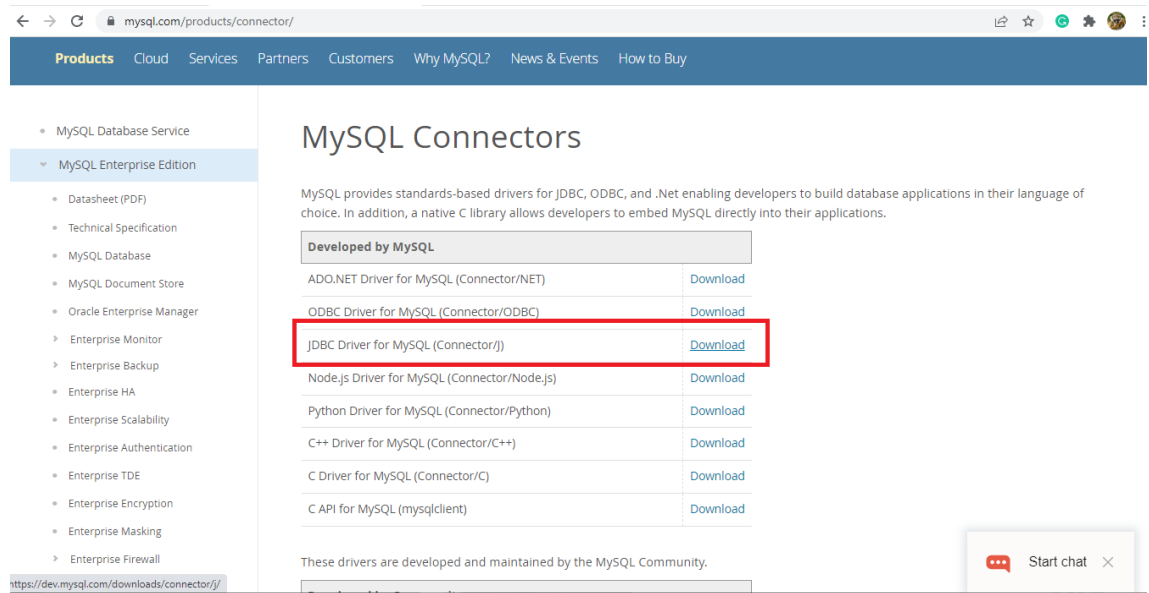 mysql.com/products/connector/
Products Cloud Services Partners Customers Why MySQL? News & Events How to Buy
MySQL Database Service
MySQL Enterprise Edition
Datasheet (PDF)
Technical Specification
MySQL Database
MySQL Document Store
Oracle Enterprise Manager
Enterprise Monitor
Enterprise Backup
Enterprise HA
Enterprise Scalability
Enterprise Authentication
Enterprise TDE
Enterprise Encryption
Enterprise Masking
Enterprise Firewall
MySQL Connectors
MySQL provides standards-based drivers for JDBC, ODBC, and .Net enabling developers to build database applications in their language of
choice. In addition, a native C library allows developers to embed MySQL directly into their applications.
Developed by MySQL
ADO.NET Driver for MySQL (Connector/NET) Download
ODBC Driver for MySQL (Connector/ODBC) Download
JDBC Driver for MySQL (Connector/J) Download
Node.js Driver for MySQL (Connector/Node.js) Download
Python Driver for MySQL (Connector/Python) Download
C++ Driver for MySQL (Connector/C++) Download
C Driver for MySQL (Connector/C) Download
C API for MySQL (mysqlclient) Download
These drivers are developed and maintained by the MySQL Community.
Start chat
https://dev.mysql.com/downloads/connector/j/